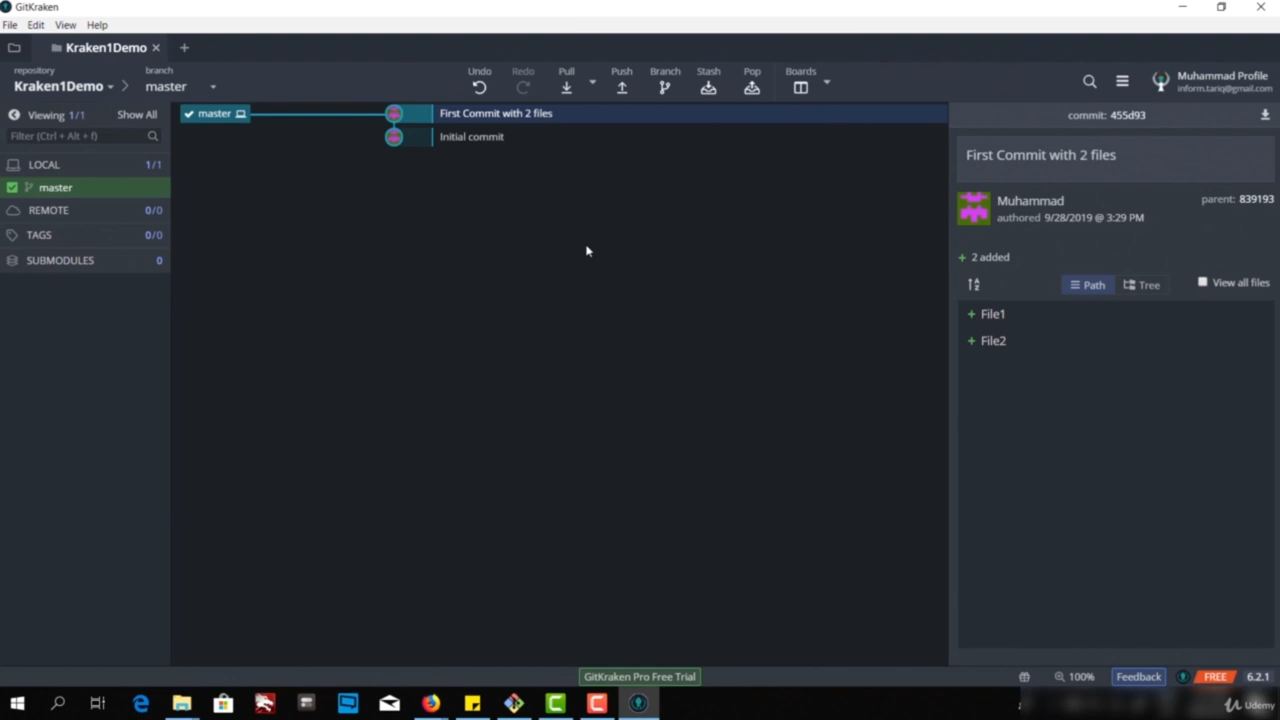 GitKraken
File Edit View Help
Kraken1Demo
repository
Kraken1Demo
branch
master
Undo
Redo
Pull
Push
Branch
Stash
Pop
Boards
Muhammad Profile
inform.tariq@gmail.com
Viewing 1/1 Show All
Filter (Ctrl + Alt + f)
LOCAL 1/1
master
REMOTE 0/0
TAGS 0/0
SUBMODULES 0
master First Commit with 2 files
Initial commit
commit: 455d93
First Commit with 2 files
Muhammad
authored 9/28/2019 @ 3:29 PM
parent: 839193
+ 2 added
Path Tree View all files
+ File1
+ File2
GitKraken Pro Free Trial
100% Feedback FREE 6.2.1
Udemy